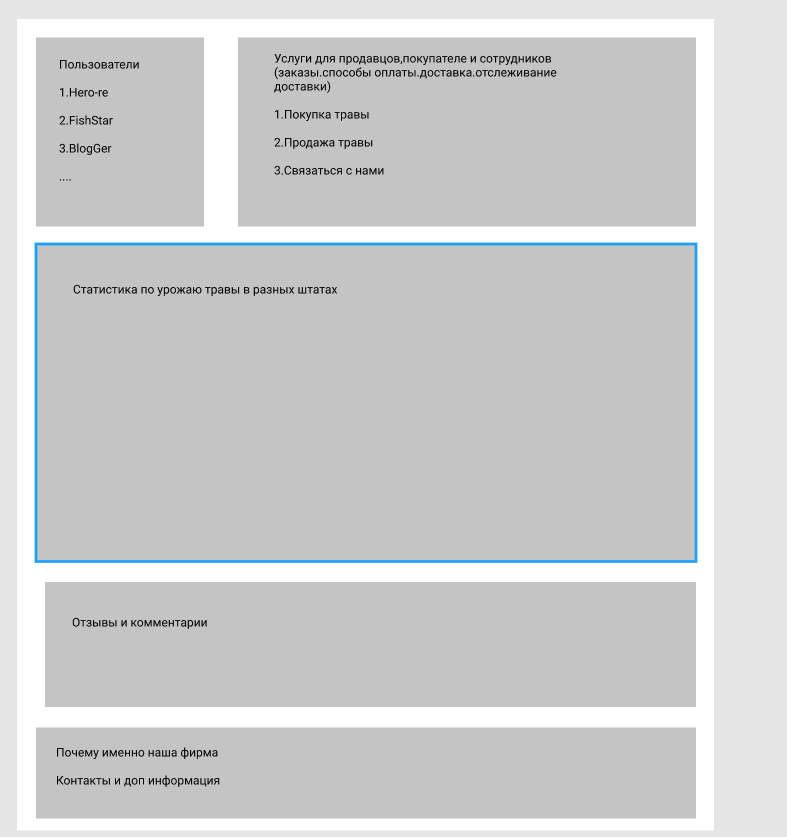 Пользователи
1.Hero-re
2.FishStar
3.BlogGer
....
Услуги для продавцов,покупателе и сотрудников
(заказы.способы оплаты.доставка.отслеживание
доставки)
1.Покупка травы
2.Продажа травы
3.Связаться с нами
Статистика по урожаю травы в разных штатах
Отзывы и комментарии
Почему именно наша фирма
Контакты и доп информация